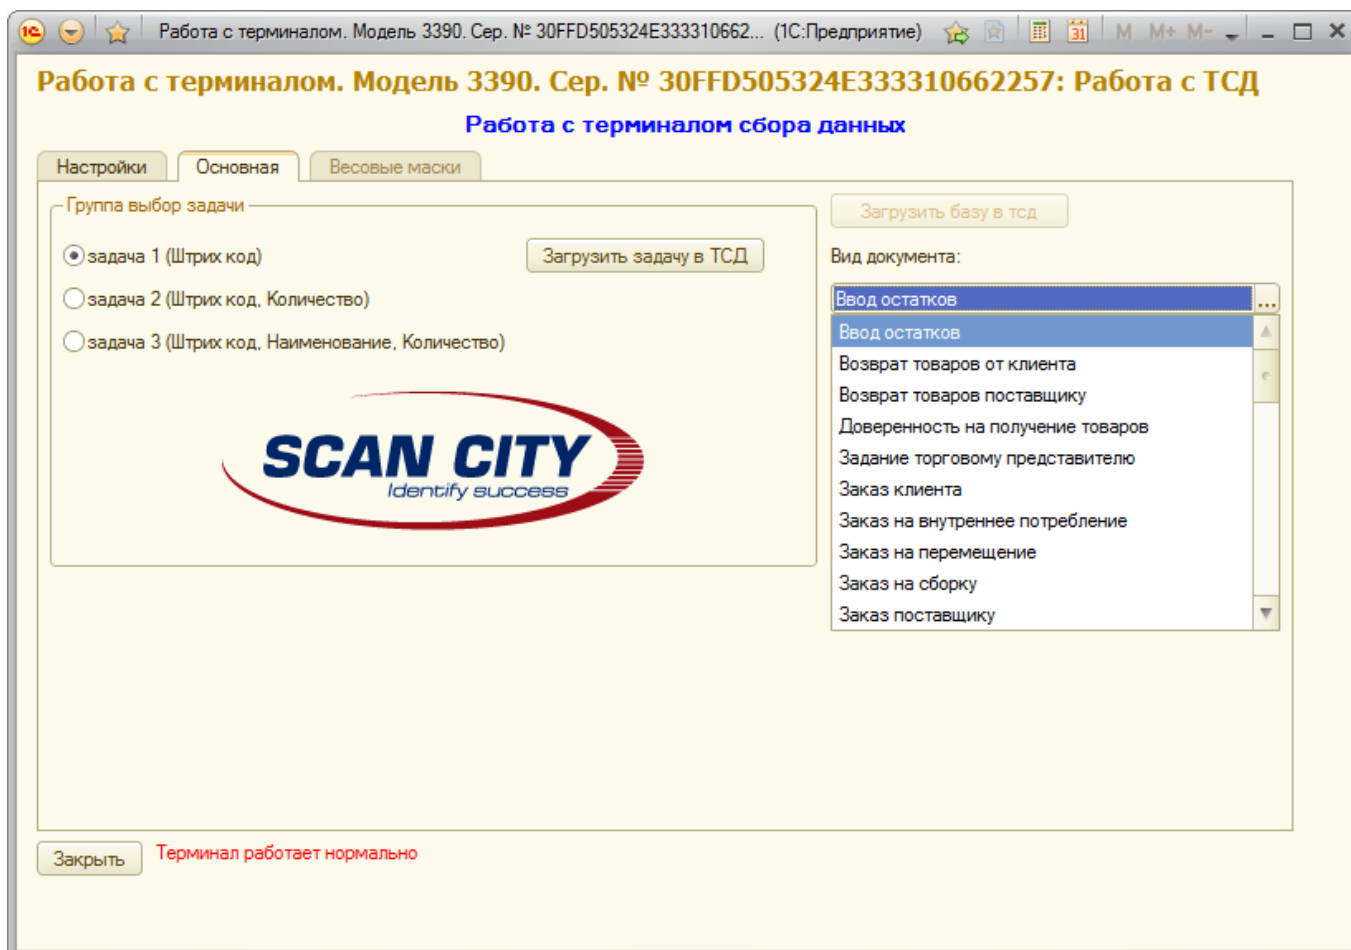 Работа с терминалом. Модель 3390. Сер. № 30FFD505324E333310662... (1С:Предприятие) 31 M M+ M-
Работа с терминалом. Модель 3390. Сер. № 30FFD505324E333310662257: Работа с ТСД
Работа с терминалом сбора данных
Настройки Основная Весовые маски
Группа выбор задачи
Загрузить базу в тсд
задача 1 (Штрих код) Загрузить задачу в ТСД
Вид документа:
задача 2 (Штрих код, Количество)
Ввод остатков ...
задача 3 (Штрих код, Наименование, Количество)
Ввод остатков
Возврат товаров от клиента
Возврат товаров поставщику
Доверенность на получение товаров
Задание торговому представителю
Заказ клиента
Заказ на внутреннее потребление
Заказ на перемещение
Заказ на сборку
Заказ поставщику
SCAN CITY
Identify success
Закрыть Терминал работает нормально